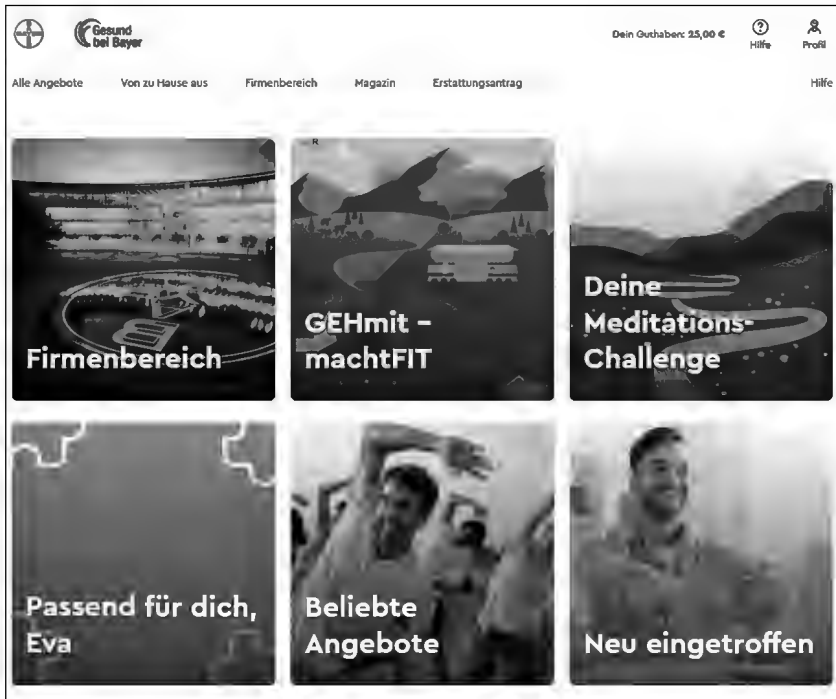 Gesund
bei Bayer
Dein Guthaben: 25,00 €
Hilfe
Profil
Alle Angebote
Von zu Hause aus
Firmenbereich
Magazin
Erstattungsantrag
Hilfe
Firmenbereich
GEHmit –
machtFIT
Deine
Meditations-
Challenge
Passend für dich,
Eva
Beliebte
Angebote
Neu eingetroffen